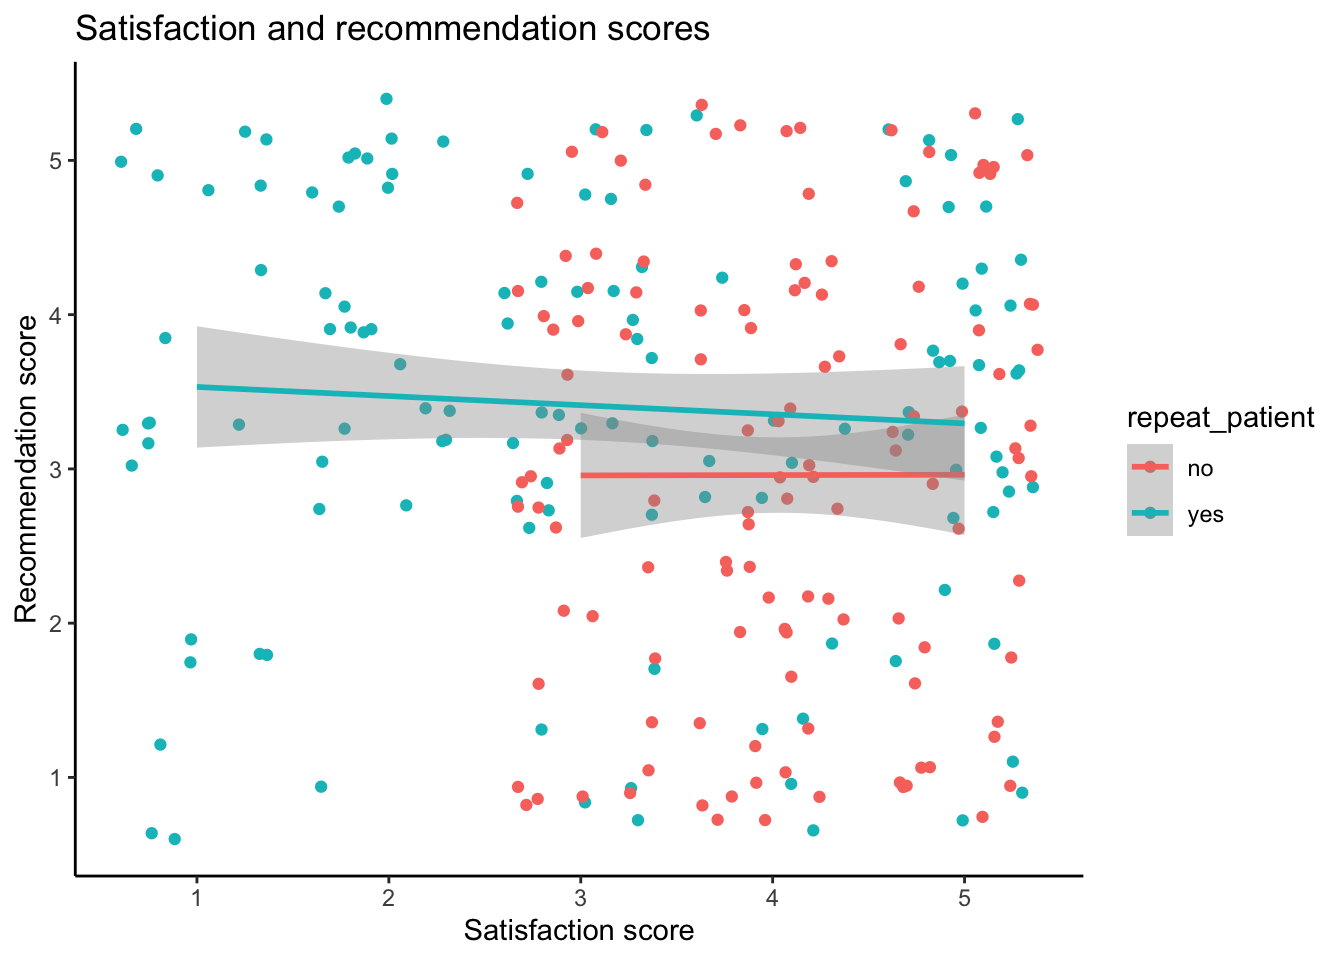 Satisfaction and recommendation scores
Recommendation score
5
4
3
2
1
1 2 3 4 5
Satisfaction score
repeat_patient
no
yes